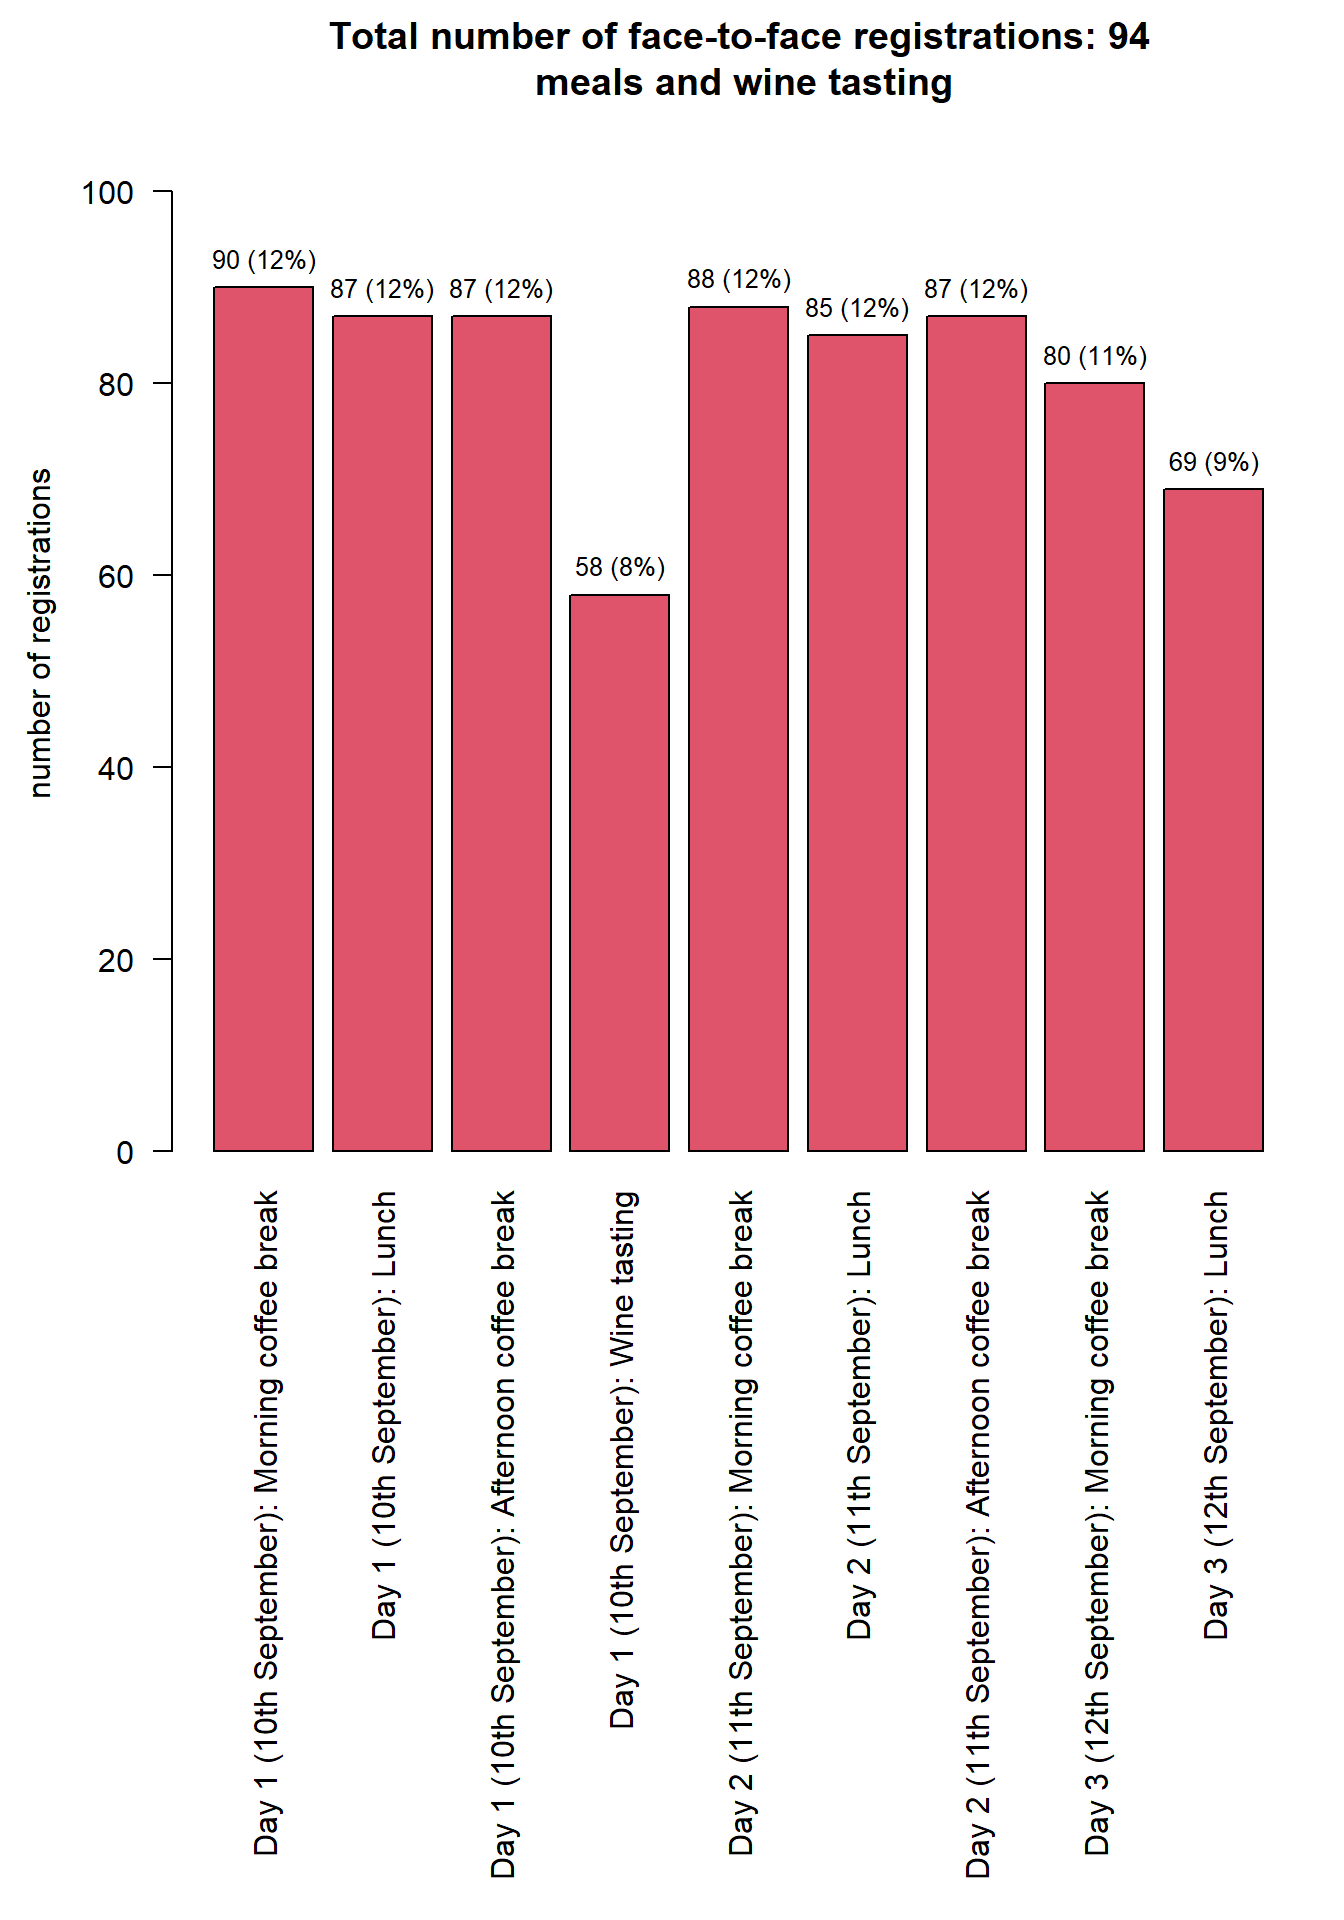 Total number of face-to-face registrations: 94
meals and wine tasting
number of registrations
100
80
60
40
20
0
90 (12%)
87 (12%)
87 (12%)
58 (8%)
88 (12%)
85 (12%)
87 (12%)
80 (11%)
69 (9%)
Day 1 (10th September): Morning coffee break
Day 1 (10th September): Lunch
Day 1 (10th September): Afternoon coffee break
Day 1 (10th September): Wine tasting
Day 2 (11th September): Morning coffee break
Day 2 (11th September): Lunch
Day 2 (11th September): Afternoon coffee break
Day 3 (12th September): Morning coffee break
Day 3 (12th September): Lunch